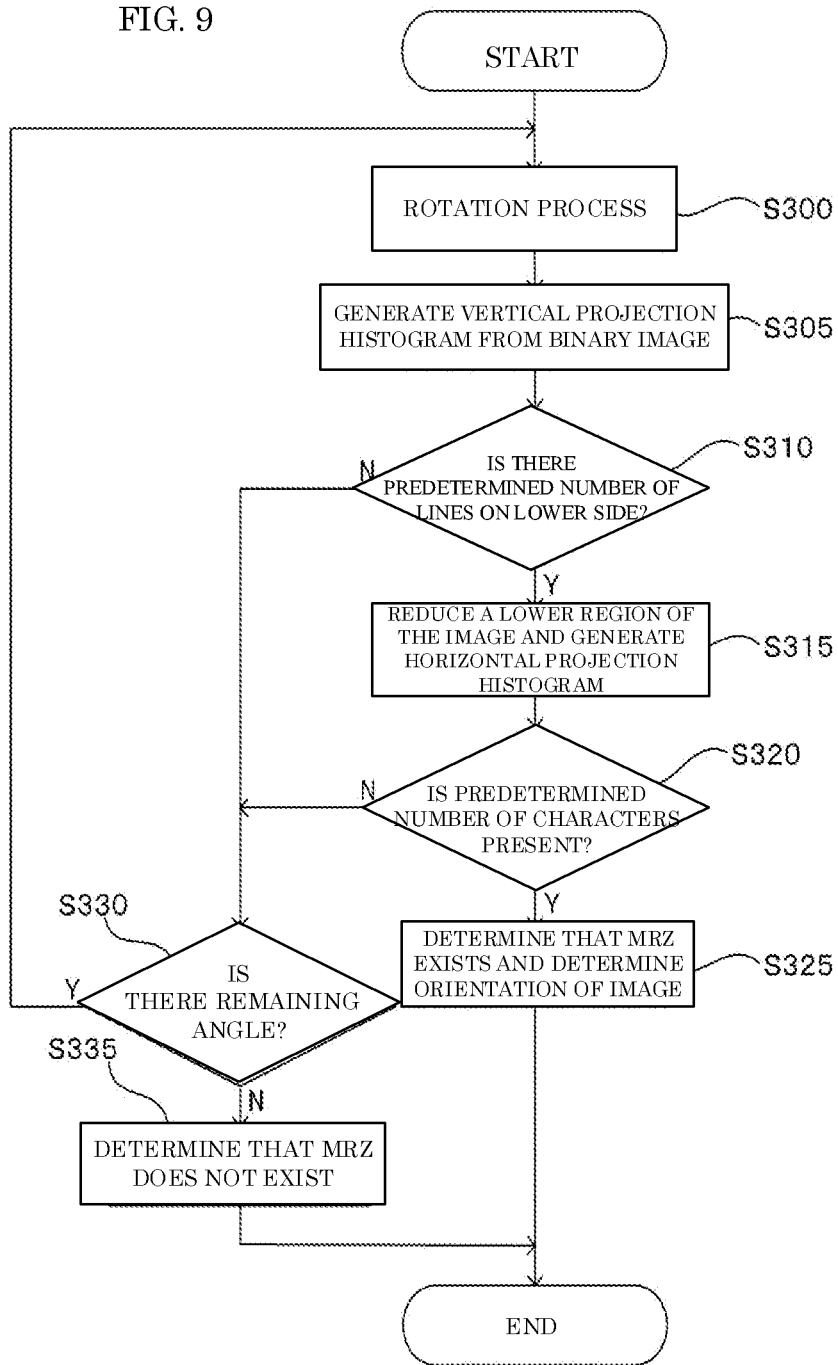 FIG. 9
START
ROTATION PROCESS
S300
GENERATE VERTICAL PROJECTION
HISTOGRAM FROM BINARY IMAGE
S305
IS THERE
PREDETERMINED NUMBER OF
LINES ON LOWER SIDE?
S310
N
Y
REDUCE A LOWER REGION OF
THE IMAGE AND GENERATE
HORIZONTAL PROJECTION
HISTOGRAM
S315
IS PREDETERMINED
NUMBER OF CHARACTERS
PRESENT?
S320
N
Y
DETERMINE THAT MRZ
EXISTS AND DETERMINE
ORIENTATION OF IMAGE
S325
S330
IS
THERE REMAINING
ANGLE?
Y
N
S335
DETERMINE THAT MRZ
DOES NOT EXIST
END